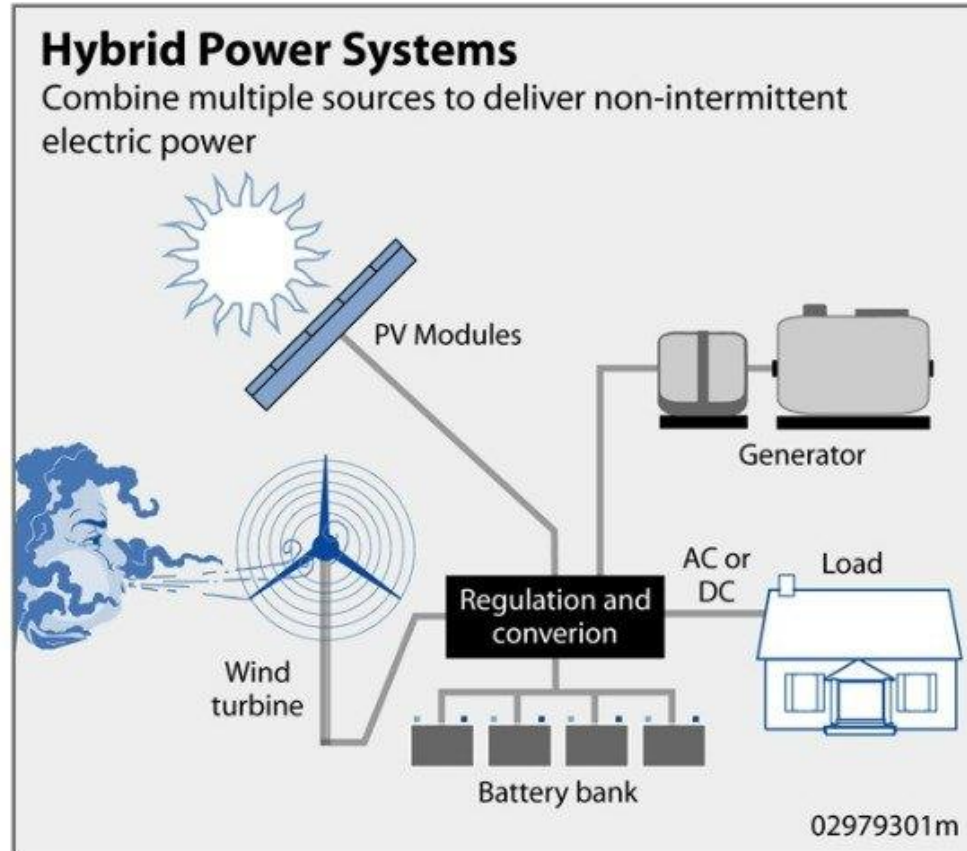 Hybrid Power Systems
Combine multiple sources to deliver non-intermittent
electric power
PV Modules
Generator
AC or
DC
Load
Regulation and
converion
Wind
turbine
Battery bank
02979301m